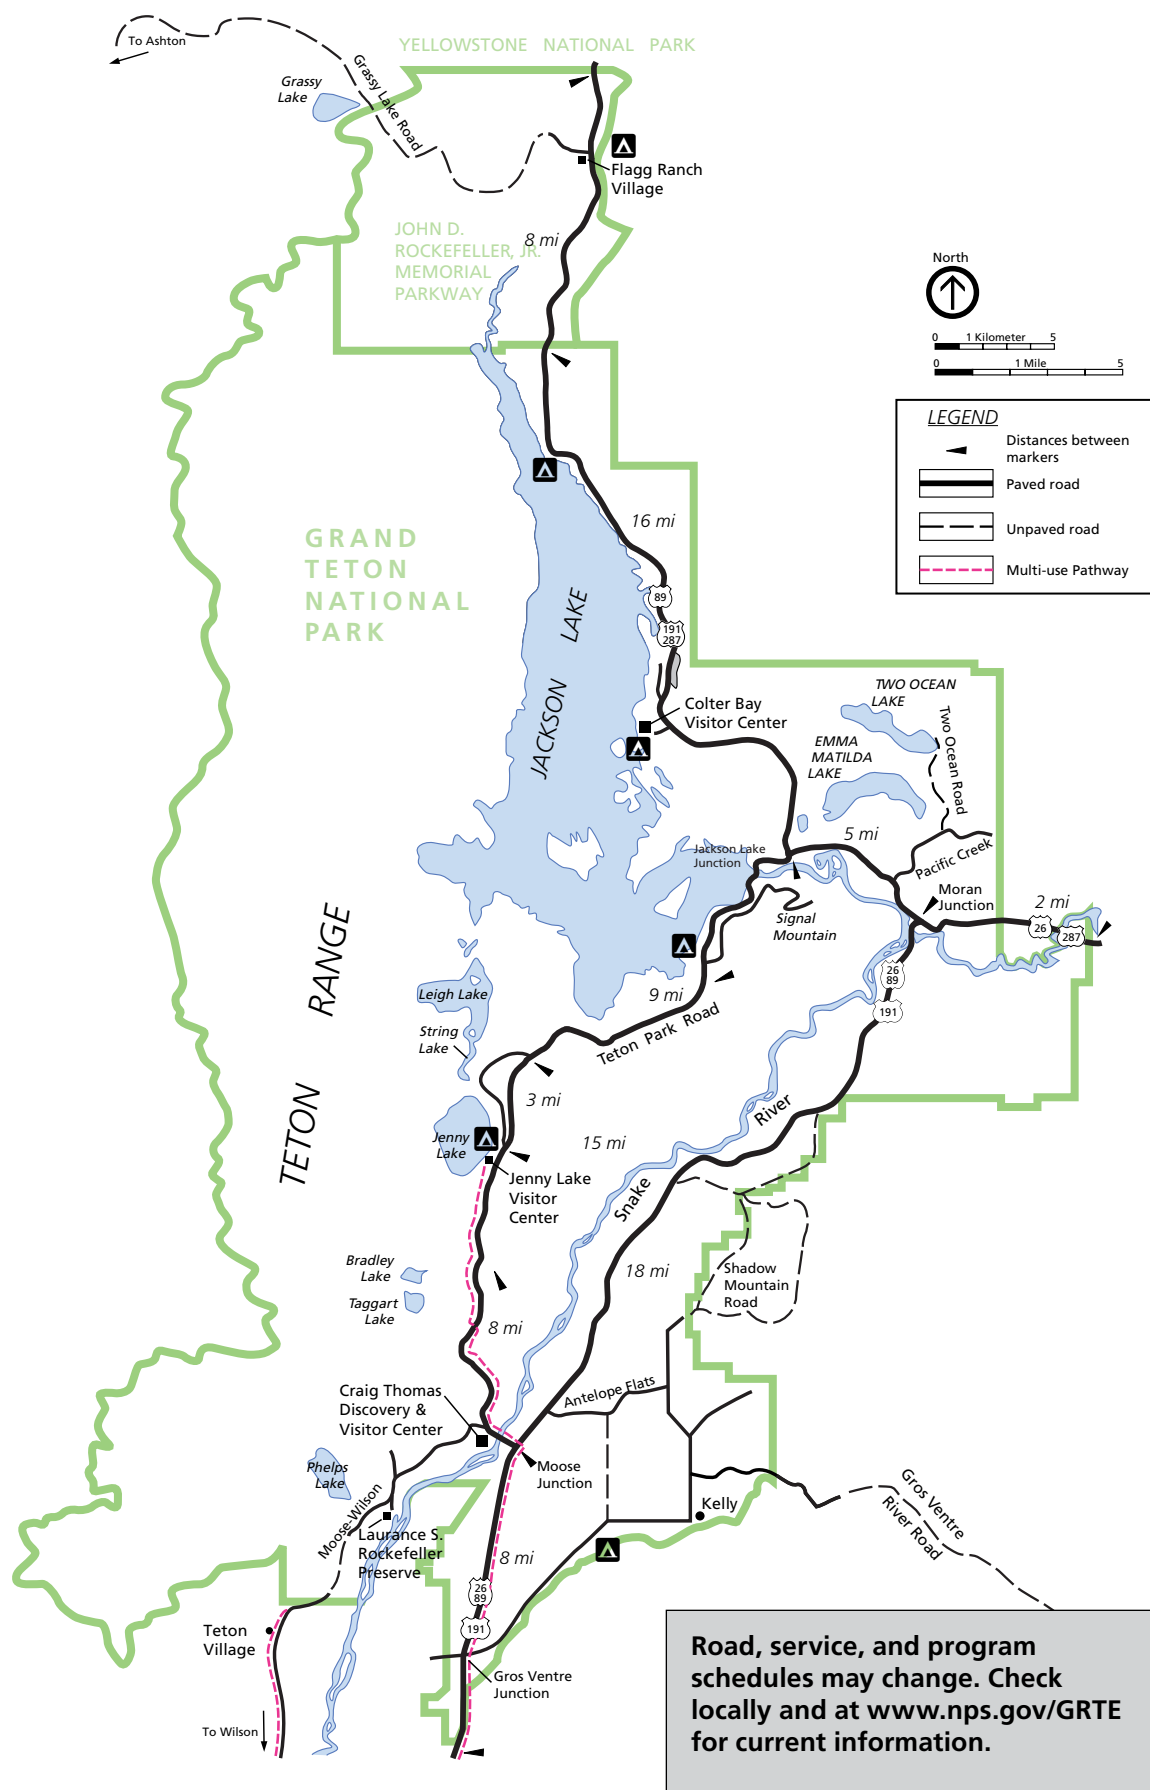 To Ashton
YELLOWSTONE NATIONAL PARK
Grassy
Lake
Grassy Lake Road
Flagg Ranch
Village
JOHN D.
ROCKEFELLER, JR.
MEMORIAL
PARKWAY
8 mi
North
0 1 Kilometer 5
0 1 Mile 5
LEGEND
Distances between
markers
Paved road
Unpaved road
Multi-use Pathway
16 mi
GRAND
TETON
NATIONAL
PARK
JACKSON LAKE
89
191
287
Colter Bay
Visitor Center
TWO OCEAN
LAKE
EMMA
MATILDA
LAKE
Two Ocean Road
5 mi
Jackson Lake
Junction
Pacific Creek
Moran
Junction
2 mi
26
287
Signal
Mountain
26
89
191
TETON RANGE
Leigh Lake
String
Lake
9 mi
Teton Park Road
3 mi
Jenny
Lake
15 mi
Snake River
Jenny Lake
Visitor
Center
Bradley
Lake
Taggart
Lake
18 mi
Shadow
Mountain
Road
8 mi
Craig Thomas
Discovery &
Visitor Center
Antelope Flats
Moose
Junction
Phelps
Lake
Moose-Wilson
Kelly
Gros Ventre
River Road
Laurance S.
Rockefeller
Preserve
8 mi
26
89
191
Teton
Village
Gros Ventre
Junction
To Wilson
Road, service, and program
schedules may change. Check
locally and at www.nps.gov/GRTE
for current information.